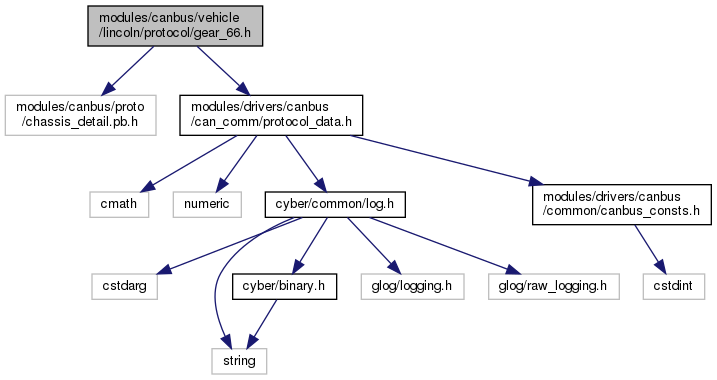 modules/canbus/vehicle
/lincoln/protocol/gear_66.h
modules/canbus/proto
/chassis_detail.pb.h
modules/drivers/canbus
/can_comm/protocol_data.h
cmath
numeric
cyber/common/log.h
modules/drivers/canbus
/common/canbus_consts.h
cstdarg
cyber/binary.h
glog/logging.h
glog/raw_logging.h
cstdint
string